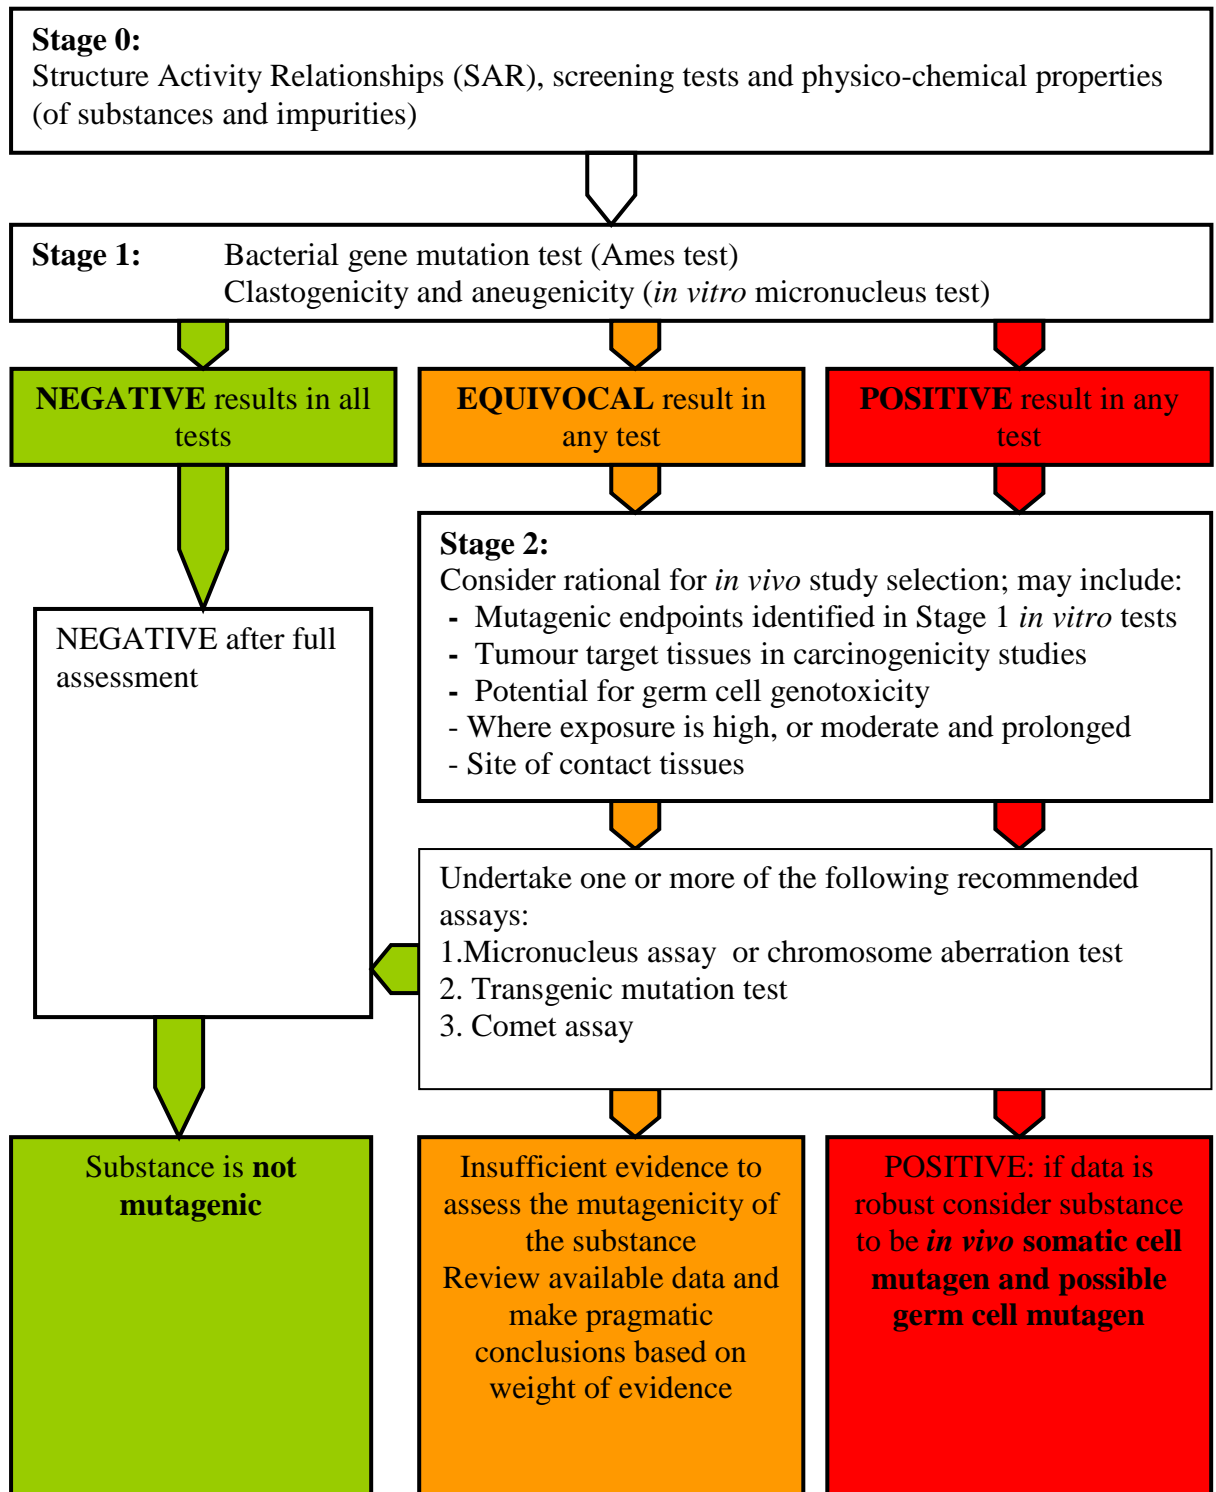 Stage 0:
Structure Activity Relationships (SAR), screening tests and physico-chemical properties
(of substances and impurities)
Stage 1: Bacterial gene mutation test (Ames test)
Clastogenicity and aneugenicity (in vitro micronucleus test)
NEGATIVE results in all
tests
EQUIVOCAL result in
any test
POSITIVE result in any
test
Stage 2:
Consider rational for in vivo study selection; may include:
- Mutagenic endpoints identified in Stage 1 in vitro tests
- Tumour target tissues in carcinogenicity studies
- Potential for germ cell genotoxicity
- Where exposure is high, or moderate and prolonged
- Site of contact tissues
NEGATIVE after full
assessment
Undertake one or more of the following recommended
assays:
1.Micronucleus assay or chromosome aberration test
2. Transgenic mutation test
3. Comet assay
Substance is not
mutagenic
Insufficient evidence to
assess the mutagenicity of
the substance
Review available data and
make pragmatic
conclusions based on
weight of evidence
POSITIVE: if data is
robust consider substance
to be in vivo somatic cell
mutagen and possible
germ cell mutagen